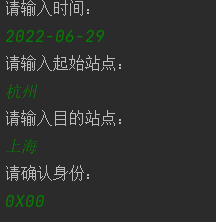 请输入时间：
2022-06-29
请输入起始站点：
杭州
请输入目的站点：
上海
请确认身份：
0X00